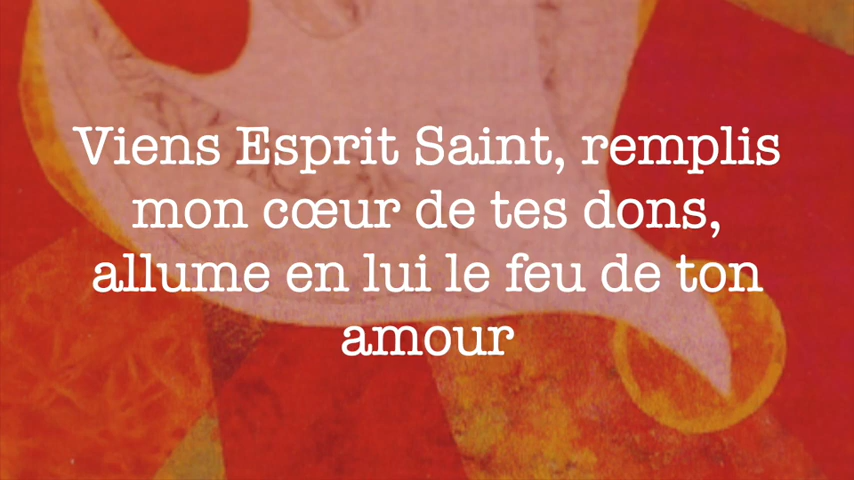 Viens Esprit Saint, remplis
mon cœur de tes dons,
allume en lui le feu de ton
amour